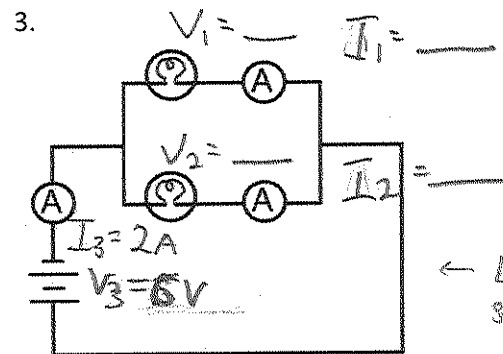 3.
V₁ = ___ I₁ = ___
A
V₂ = ___ I₂ = ___
A
A
I₃ = 2A
V₃ = 6V
←